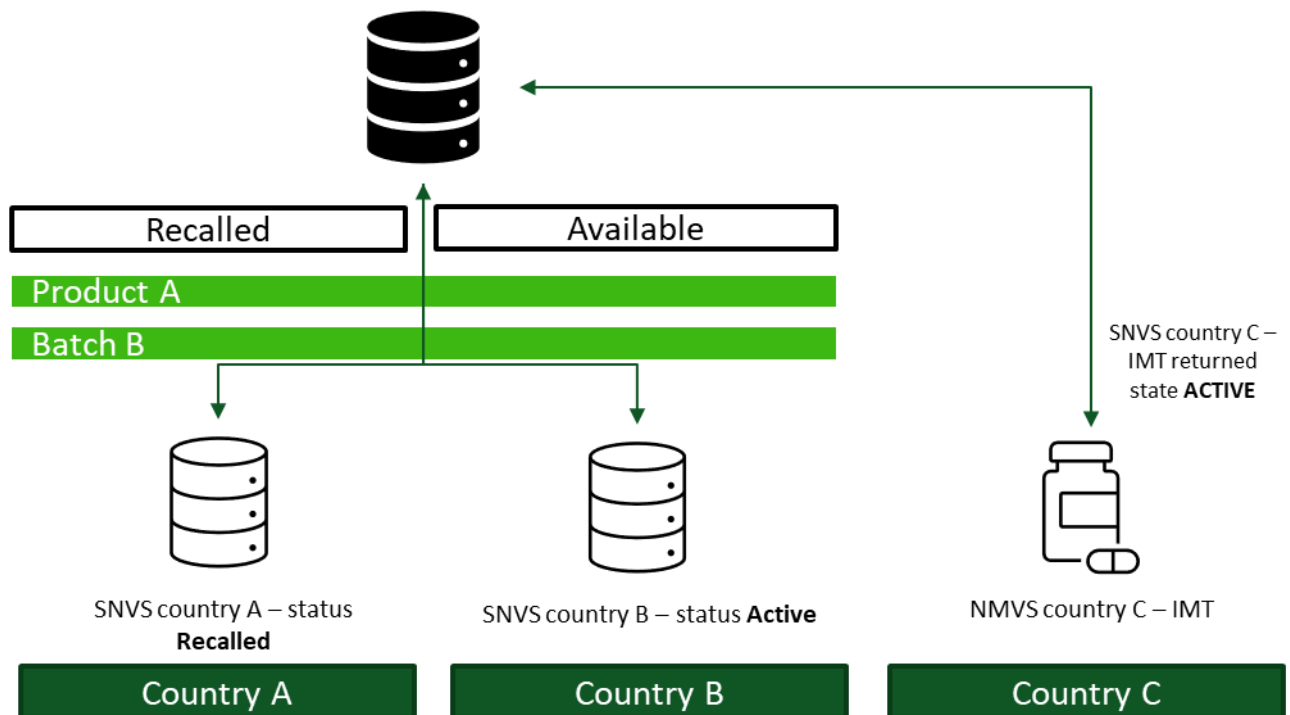 Recalled
Available
Product A
Batch B
SNVS country C –
IMT returned
state ACTIVE
SNVS country A – status
Recalled
SNVS country B – status Active
NMVS country C – IMT
Country A
Country B
Country C